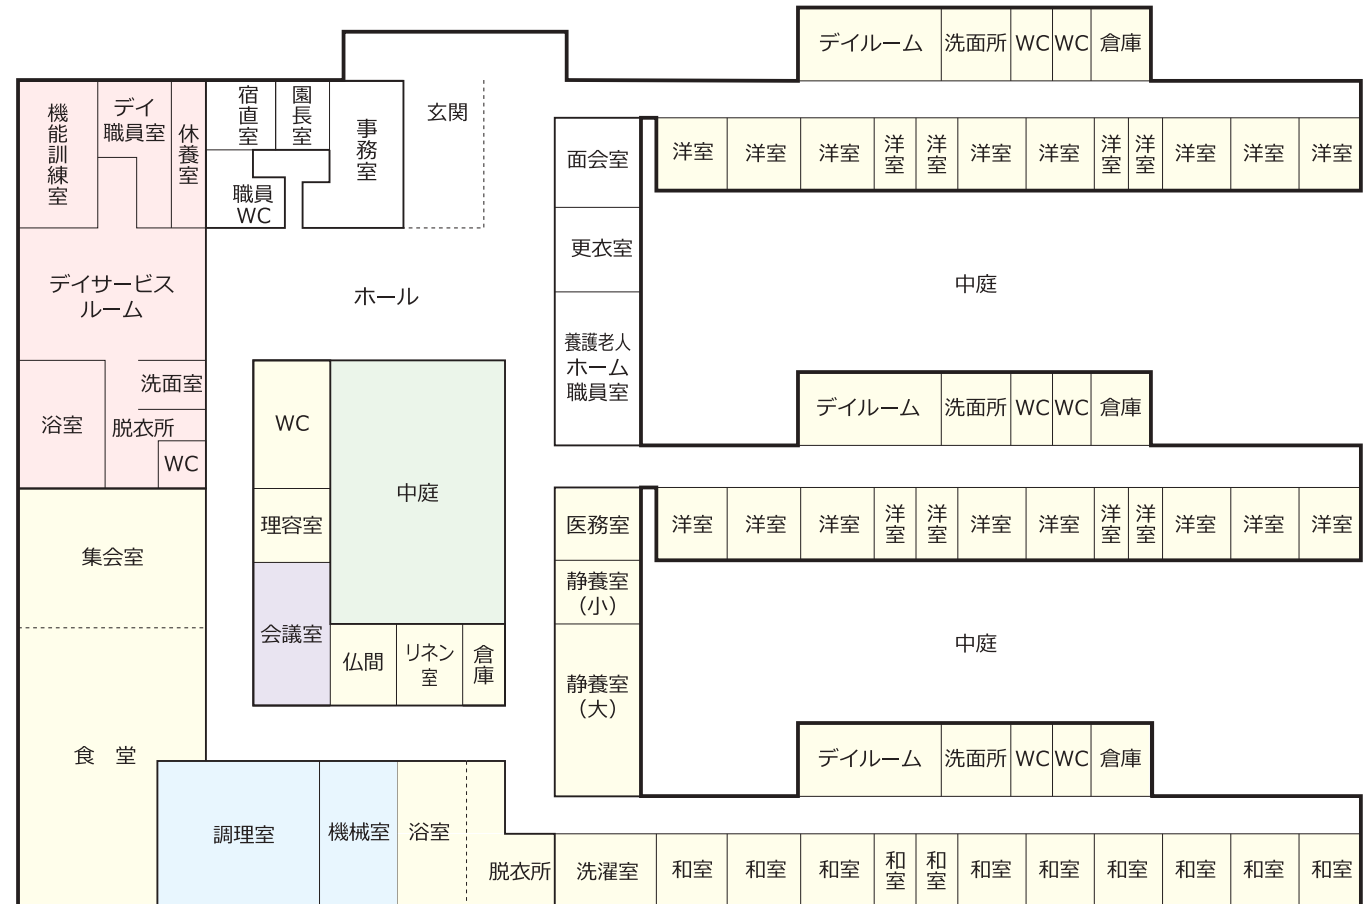 デイルーム
洗面所
WC
WC
倉庫
機能訓練室
デイ
職員室
休養室
宿直室
園長室
事務室
玄関
職員
WC
面会室
洋室
洋室
洋室
洋室
洋室
洋室
洋室
洋室
洋室
洋室
洋室
洋室
更衣室
中庭
デイサービス
ルーム
ホール
養護老人
ホーム
職員室
洗面室
浴室
脱衣所
WC
WC
中庭
デイルーム
洗面所
WC
WC
倉庫
理容室
医務室
洋室
洋室
洋室
洋室
洋室
洋室
洋室
洋室
洋室
洋室
洋室
洋室
集会室
静養室
（小）
会議室
仏間
リネン
室
倉庫
中庭
静養室
（大）
食　堂
デイルーム
洗面所
WC
WC
倉庫
調理室
機械室
浴室
脱衣所
洗濯室
和室
和室
和室
和室
和室
和室
和室
和室
和室
和室
和室